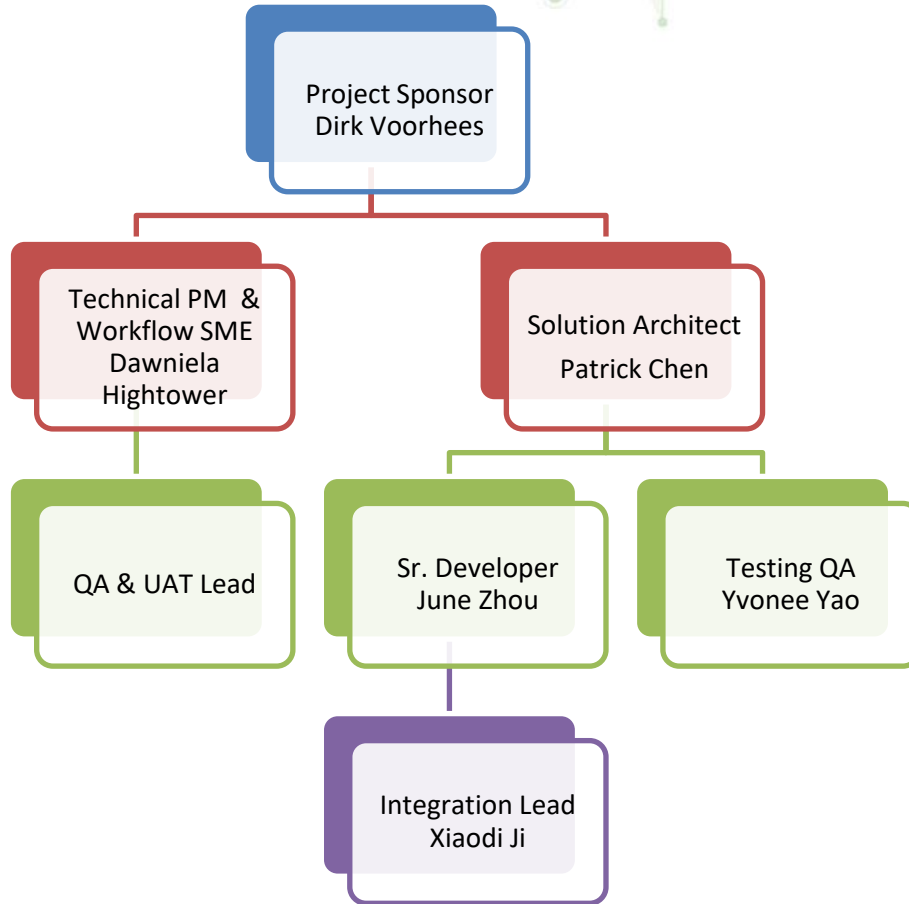 Project Sponsor
Dirk Voorhees
Technical PM  &
Workflow SME
Dawniela
Hightower
Solution Architect
Patrick Chen
QA & UAT Lead
Sr. Developer
June Zhou
Testing QA
Yvonee Yao
Integration Lead
Xiaodi Ji